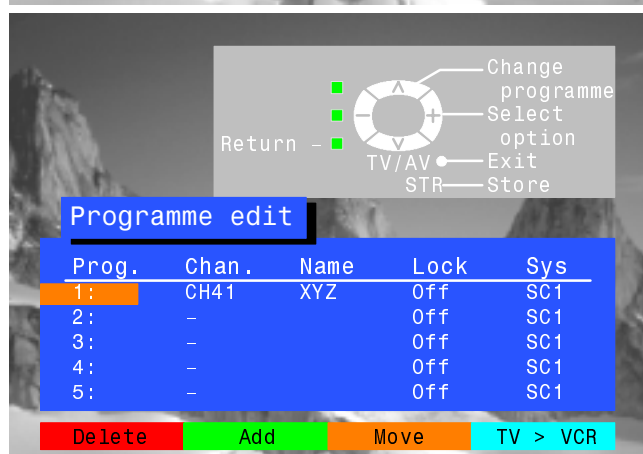 Change
programme
Select
Return – option
TV/AV Exit
STR Store
Programme edit
Prog. Chan. Name Lock Sys
1: CH41 XYZ Off SC1
2: – Off SC1
3: – Off SC1
4: – Off SC1
5: – Off SC1
Delete Add Move TV > VCR